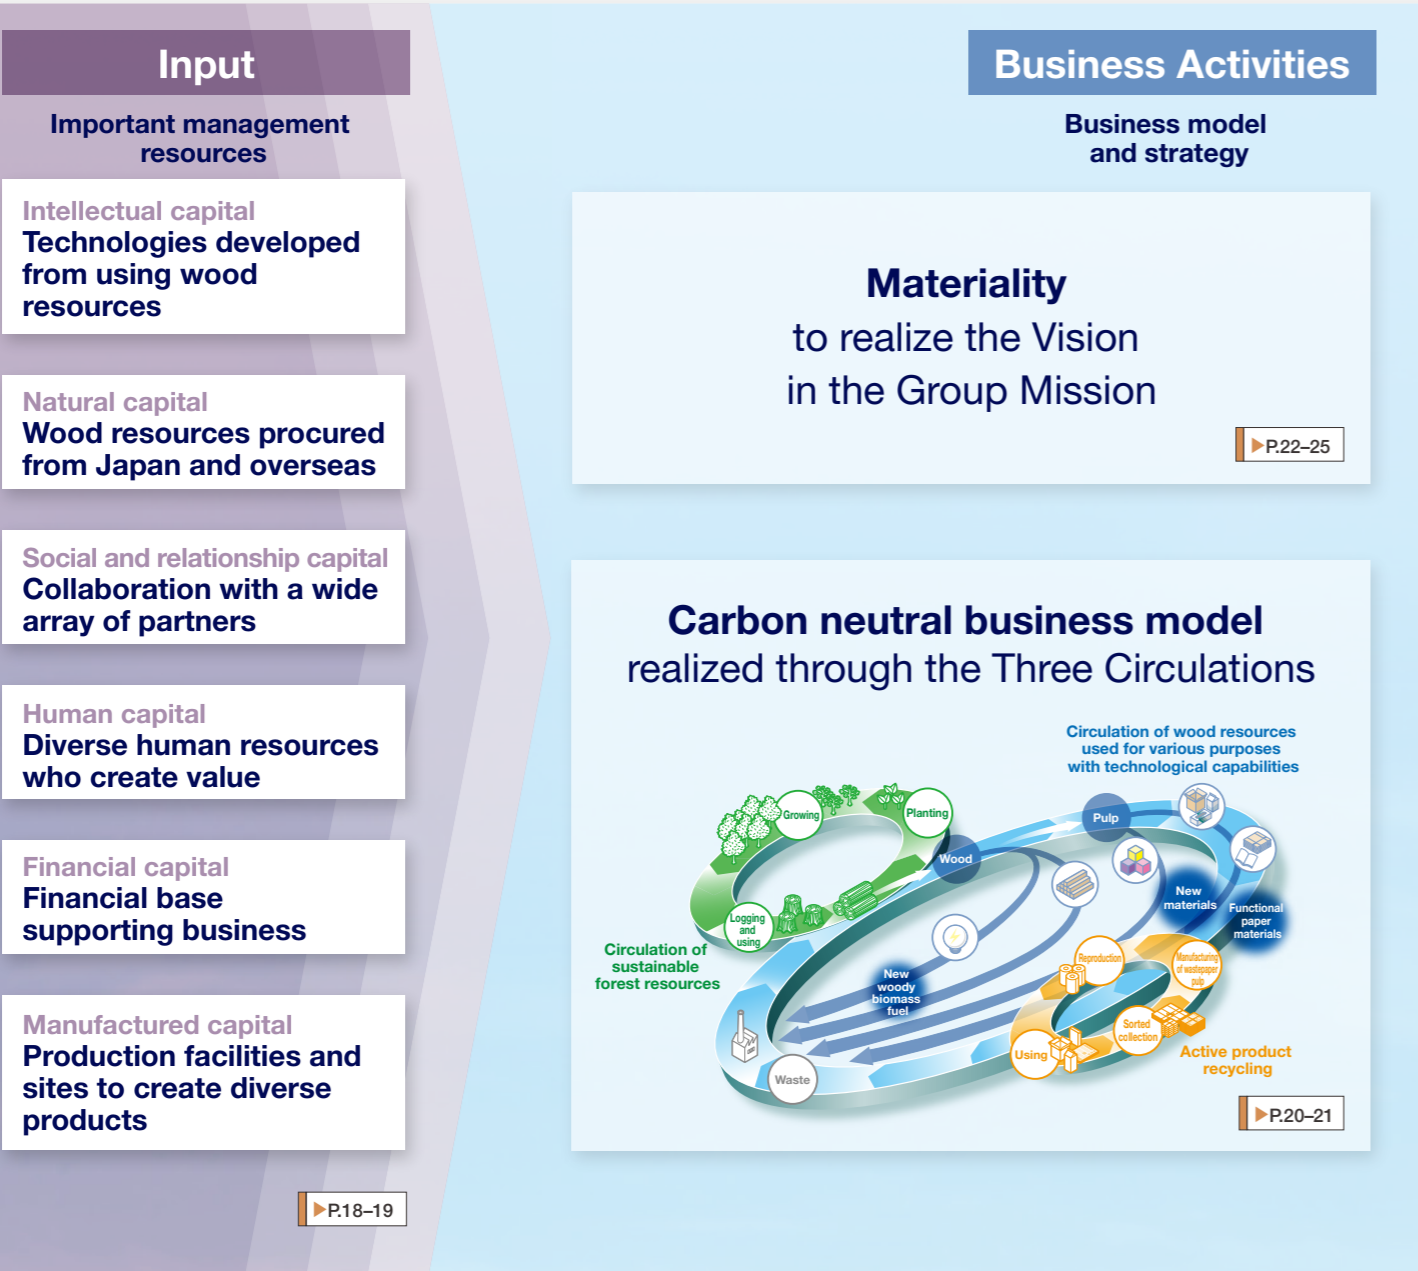 Input
Important management
resources
Intellectual capital
Technologies developed
from using wood
resources
Natural capital
Wood resources procured
from Japan and overseas
Social and relationship capital
Collaboration with a wide
array of partners
Human capital
Diverse human resources
who create value
Financial capital
Financial base
supporting business
Manufactured capital
Production facilities and
sites to create diverse
products
P.18–19
Business Activities
Business model
and strategy
Materiality
to realize the Vision
in the Group Mission
P.22–25
Carbon neutral business model
realized through the Three Circulations
Circulation of wood resources
used for various purposes
with technological capabilities
Growing
Planting
Logging
and
using
Circulation of
sustainable
forest resources
Wood
Pulp
New
materials
Functional
paper
materials
New
woody
biomass
fuel
Reproduction
Manufacturing
of wastepaper
pulp
Sorted
collection
Using
Active product
recycling
Waste
P.20–21